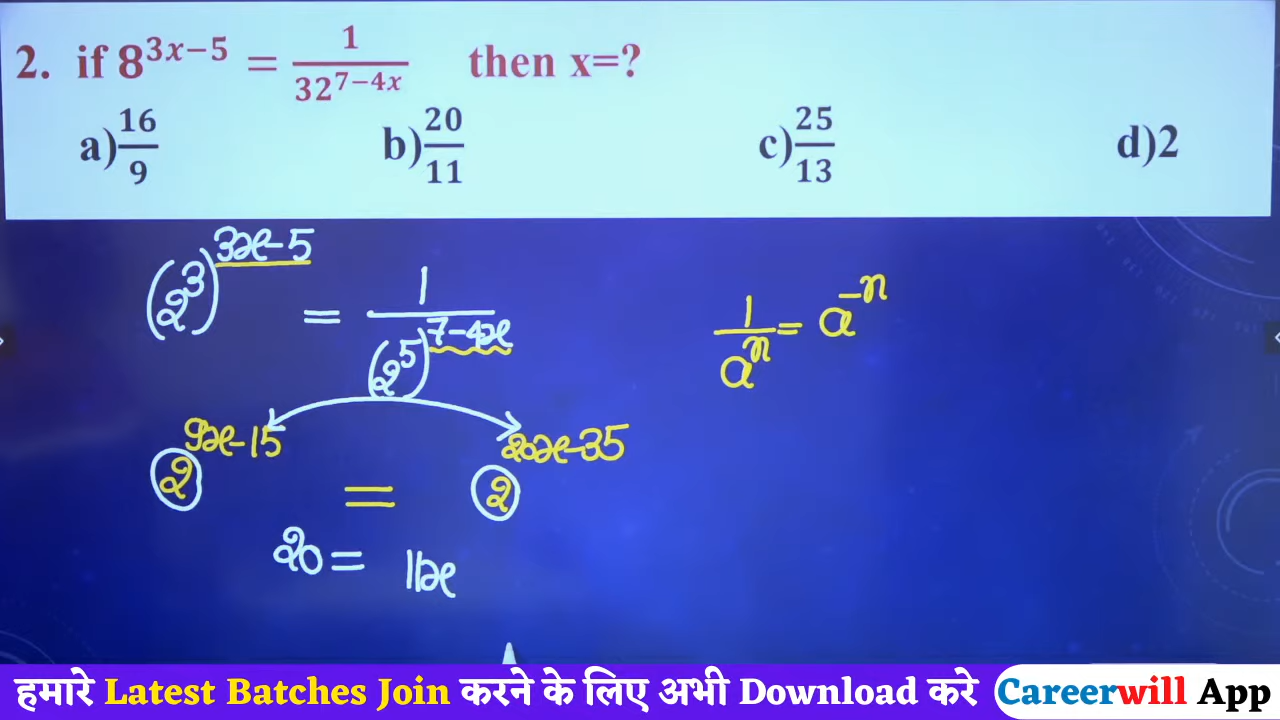 2. if 8^{3x−5} = 1/32^{7−4x} then x=?
a)16/9 b)20/11 c)25/13 d)2
(2^3)^{3x-5} = 1/(2^5)^{7-4x}
1/a^n = a^{-n}
2^{9x-15} = 2^{20x-35}
20 = 11x
हमारे Latest Batches Join करने के लिए अभी Download करे Careerwill App